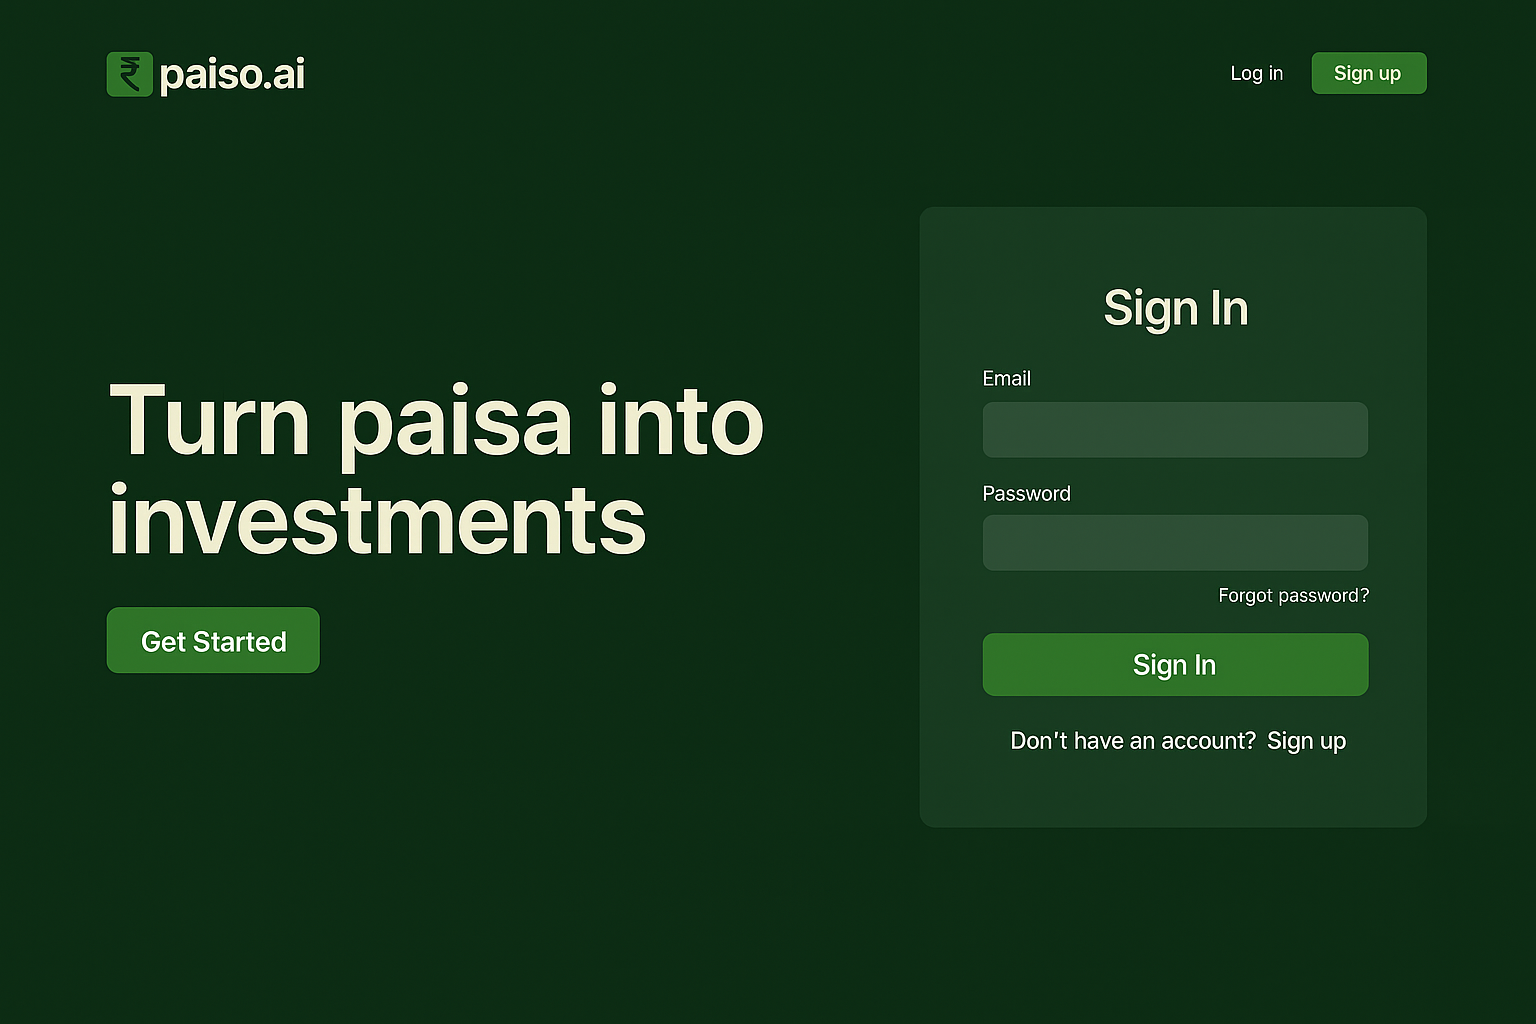 ₹ paiso.ai
Log in
Sign up
Turn paisa into
investments
Get Started
Sign In
Email
Password
Forgot password?
Sign In
Don't have an account? Sign up